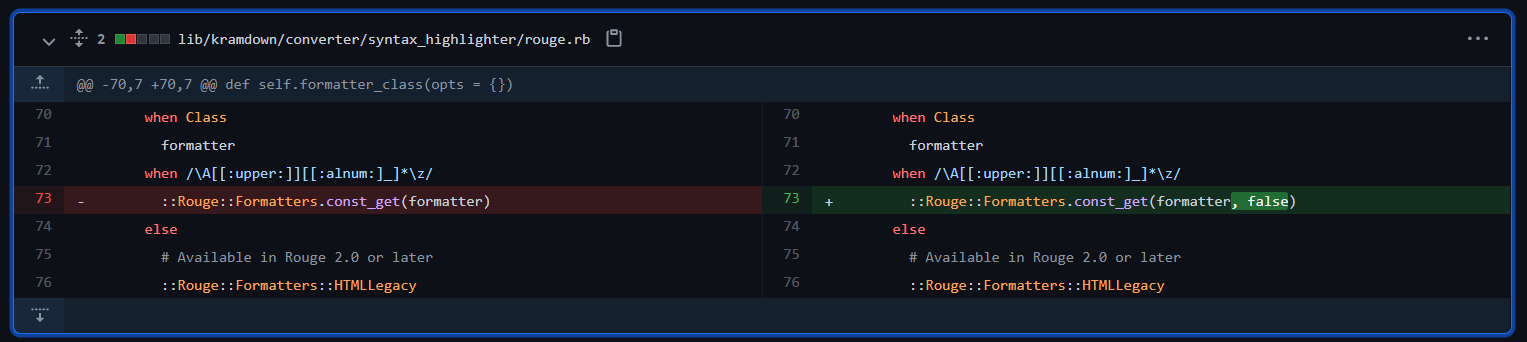 2 lib/kramdown/converter/syntax_highlighter/rouge.rb
@@ -70,7 +70,7 @@ def self.formatter_class(opts = {})
70 when Class 70 when Class
71 formatter 71 formatter
72 when /\A[[:upper:]][[:alnum:]_]*\z/ 72 when /\A[[:upper:]][[:alnum:]_]*\z/
73 - ::Rouge::Formatters.const_get(formatter) 73 + ::Rouge::Formatters.const_get(formatter, false)
74 else 74 else
75 # Available in Rouge 2.0 or later 75 # Available in Rouge 2.0 or later
76 ::Rouge::Formatters::HTMLLegacy 76 ::Rouge::Formatters::HTMLLegacy